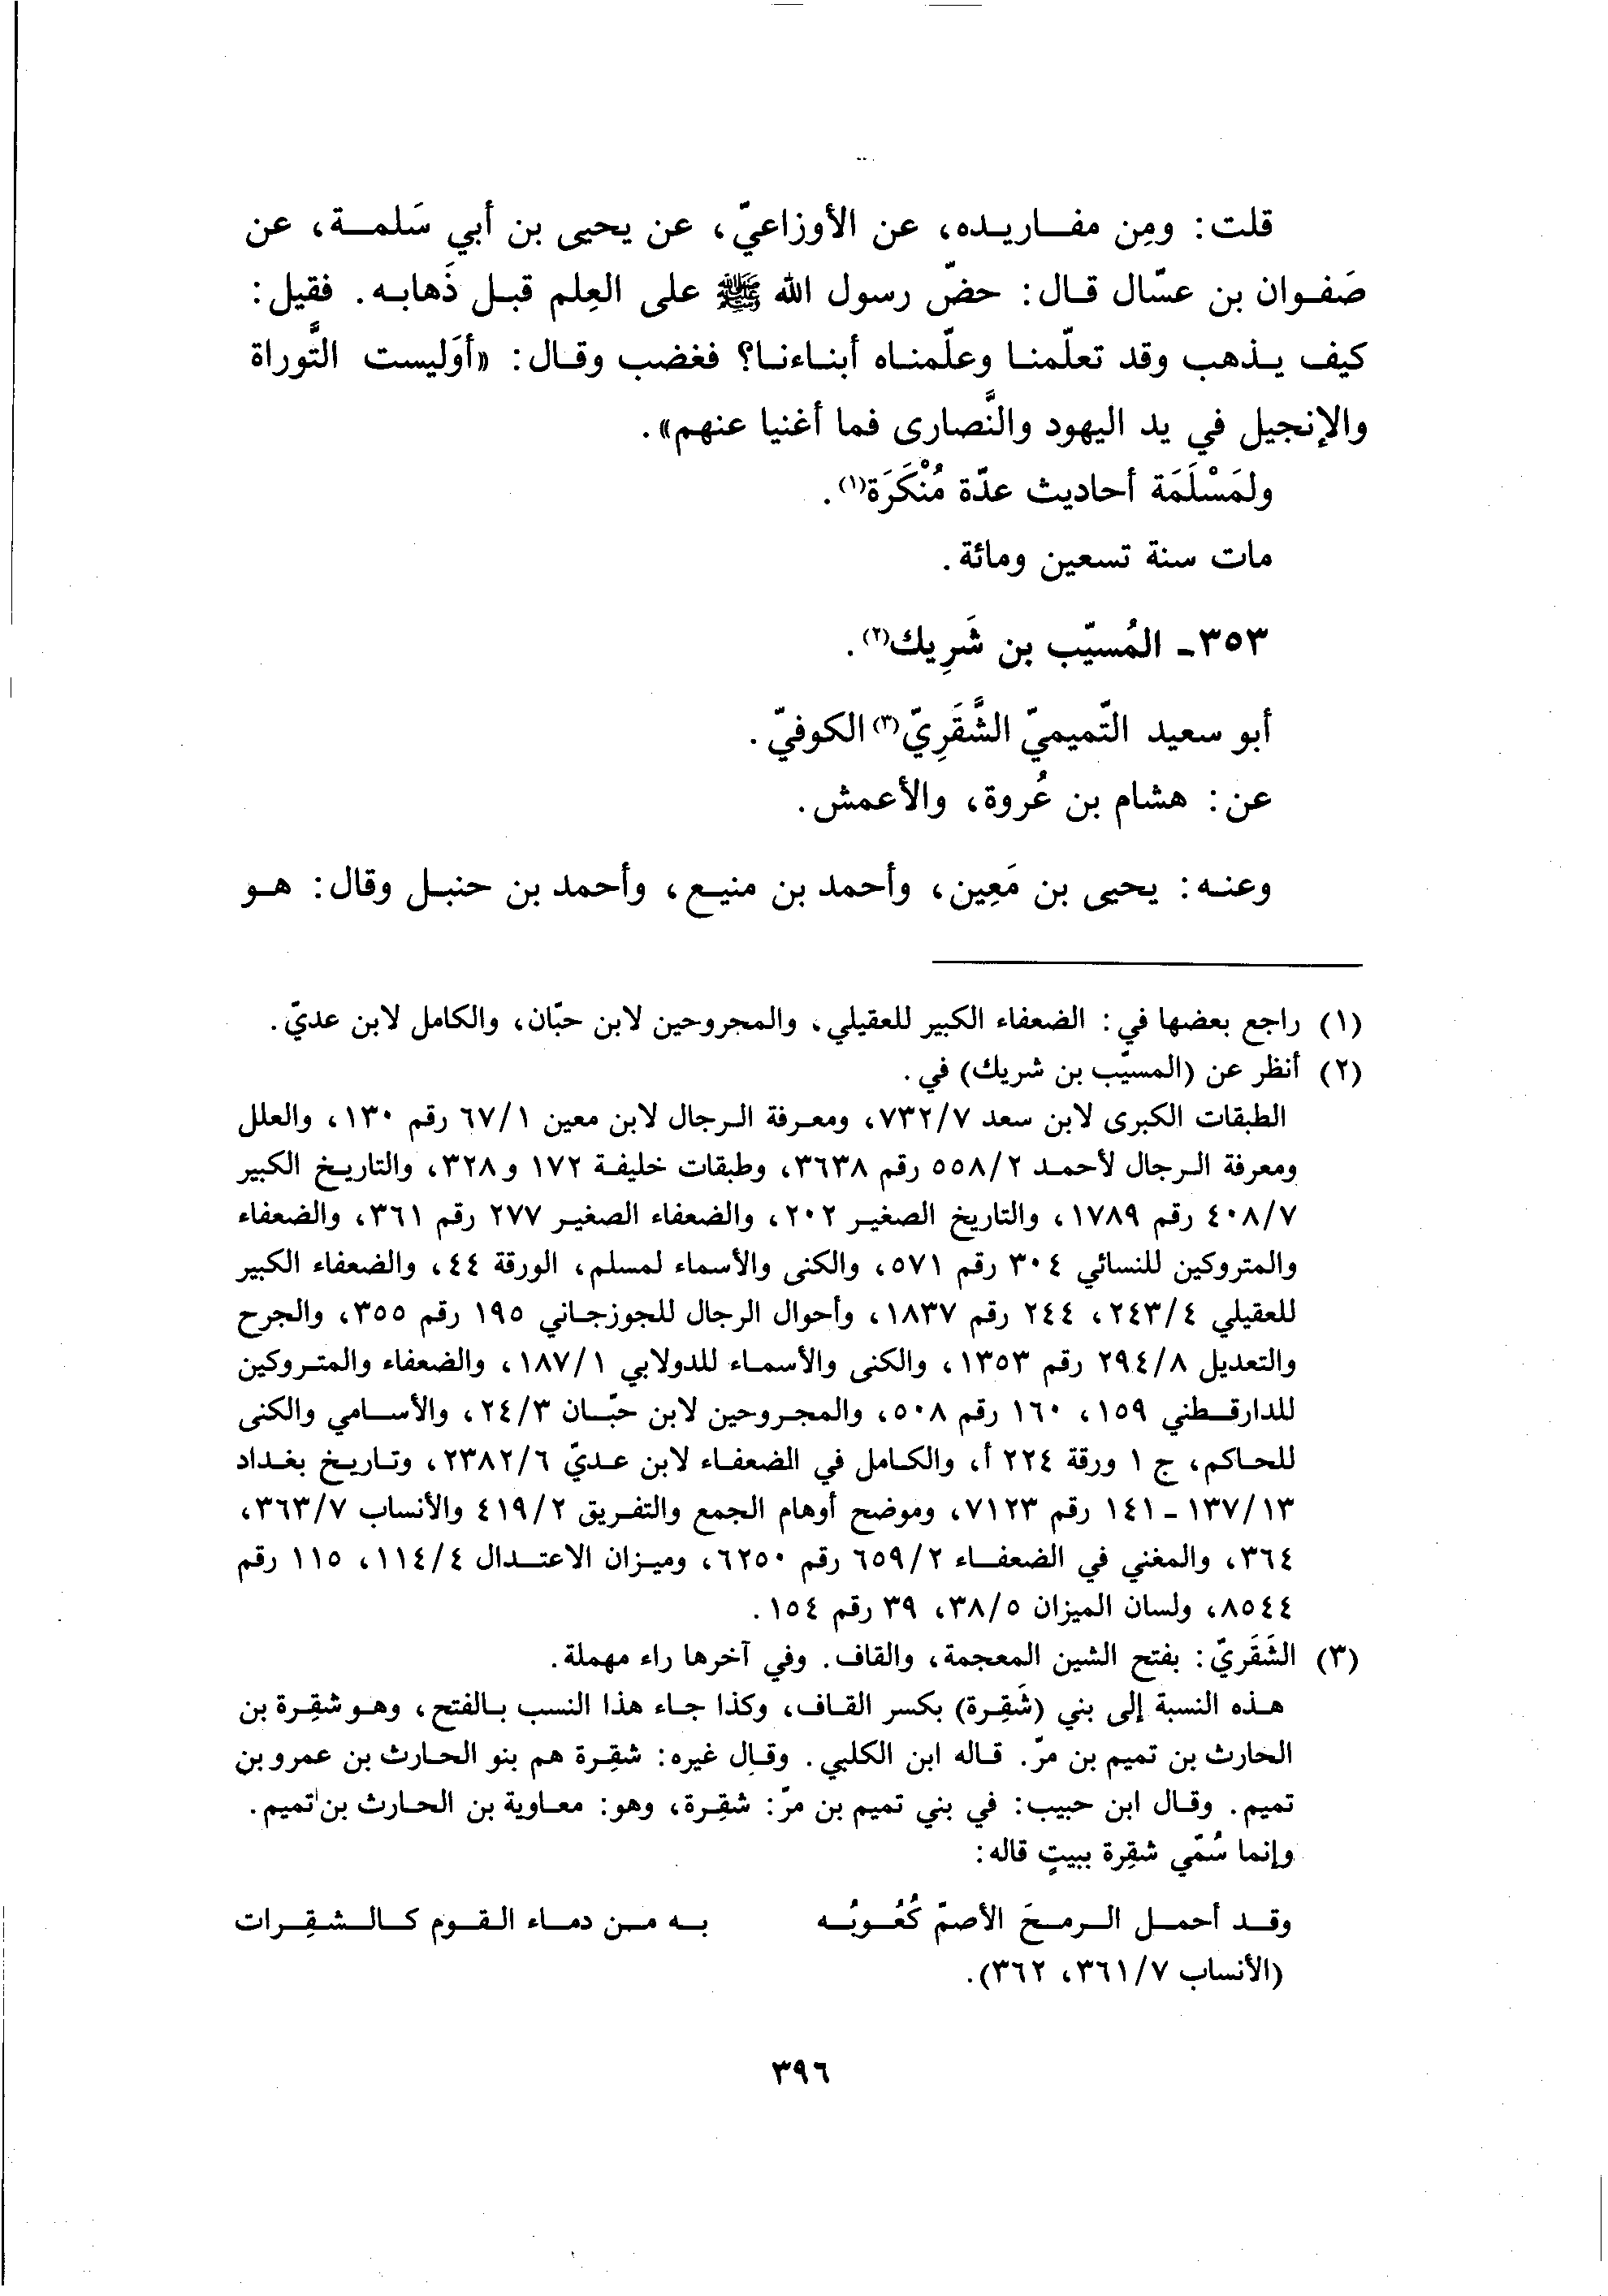 قلت: ومِن مفاريده، عن الأوزاعيّ، عن يحيى بن أبي سَلمة، عن
صَفوان بن عسّال قال: حضّ رسول الله ﷺ على العِلم قبل ذَهابه. فقيل:
كيف يذهب وقد تعلّمنا وعلّمناه أبناءنا؟ فغضب وقال: «أوَليست التَّوراة
والإنجيل في يد اليهود والنَّصارى فما أغنيا عنهم».
ولمَسْلَمَة أحاديث عدّة مُنْكَرَة(١).
مات سنة تسعين ومائة.
٣٥٣ـ المُسيّب بن شَرِيك(٢).
أبو سعيد التّميميّ الشَّقَرِيّ(٣) الكوفيّ.
عن: هشام بن عُروة، والأعمش.
وعنه: يحيى بن مَعِين، وأحمد بن منيع، وأحمد بن حنبل وقال: هو
(١) راجع بعضها في: الضعفاء الكبير للعقيلي، والمجروحين لابن حبّان، والكامل لابن عديّ.
(٢) أنظر عن (المسيّب بن شريك) في.
الطبقات الكبرى لابن سعد ٧٣٢/٧، ومعرفة الرجال لابن معين ٦٧/١ رقم ١٣٠، والعلل
ومعرفة الرجال لأحمد ٥٥٨/٢ رقم ٣٦٣٨، وطبقات خليفة ١٧٢ و٣٢٨، والتاريخ الكبير
٤٠٨/٧ رقم ١٧٨٩، والتاريخ الصغير ٢٠٢، والضعفاء الصغير ٢٧٧ رقم ٣٦١، والضعفاء
والمتروكين للنسائي ٣٠٤ رقم ٥٧١، والكنى والأسماء لمسلم، الورقة ٤٤، والضعفاء الكبير
للعقيلي ٢٤٣/٤، ٢٤٤ رقم ١٨٣٧، وأحوال الرجال للجوزجاني ١٩٥ رقم ٣٥٥، والجرح
والتعديل ٢٩٤/٨ رقم ١٣٥٣، والكنى والأسماء للدولابي ١٨٧/١، والضعفاء والمتروكين
للدارقطني ١٥٩، ١٦٠ رقم ٥٠٨، والمجروحين لابن حبّان ٢٤/٣، والأسامي والكنى
للحاكم، ج ١ ورقة ٢٢٤ أ، والكامل في الضعفاء لابن عديّ ٢٣٨٢/٦، وتاريخ بغداد
١٣٧/١٣ ـ ١٤١ رقم ٧١٢٣، وموضح أوهام الجمع والتفريق ٤١٩/٢ والأنساب ٣٦٣/٧،
٣٦٤، والمغني في الضعفاء ٦٥٩/٢ رقم ٦٢٥٠، وميزان الاعتدال ١١٤/٤، ١١٥ رقم
٨٥٤٤، ولسان الميزان ٣٨/٥، ٣٩ رقم ١٥٤.
(٣) الشَقَريّ: بفتح الشين المعجمة، والقاف. وفي آخرها راء مهملة.
هذه النسبة إلى بني (شَقِرة) بكسر القاف، وكذا جاء هذا النسب بالفتح، وهو شقِرة بن
الحارث بن تميم بن مرّ. قاله ابن الكلبي. وقال غيره: شقِرة هم بنو الحارث بن عمرو بن
تميم. وقال ابن حبيب: في بني تميم بن مرّ: شقِرة، وهو: معاوية بن الحارث بن تميم.
وإنما سُمّي شقِرة ببيتٍ قاله:
وقد أحمل الرمحَ الأصمّ كُعُوبُه به من دماء القوم كالشقِرات
(الأنساب ٣٦١/٧، ٣٦٢).
٣٩٦